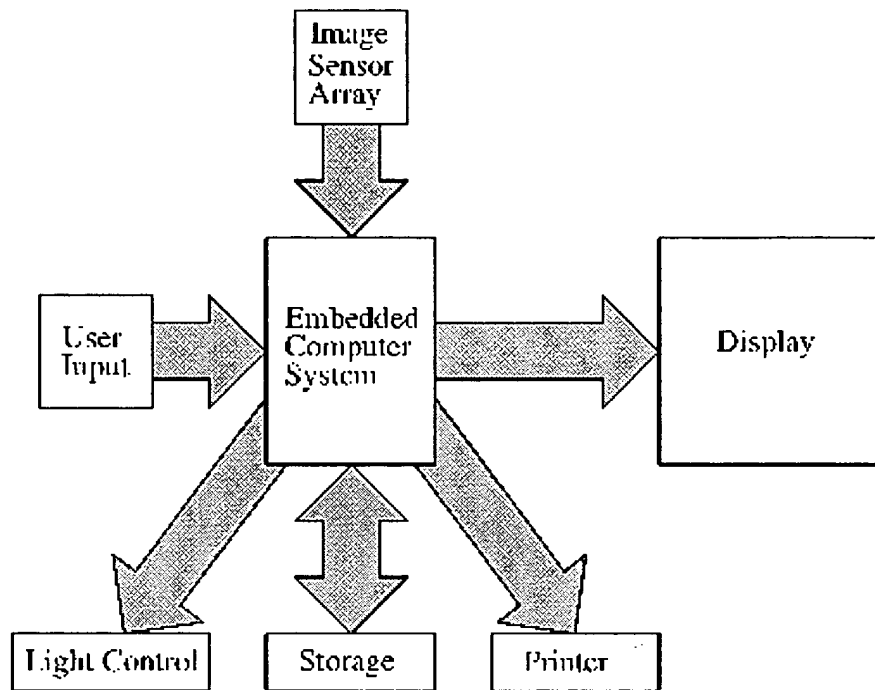 Image
Sensor
Array
User
Input
Embedded
Computer
System
Display
Light Control
Storage
Printer